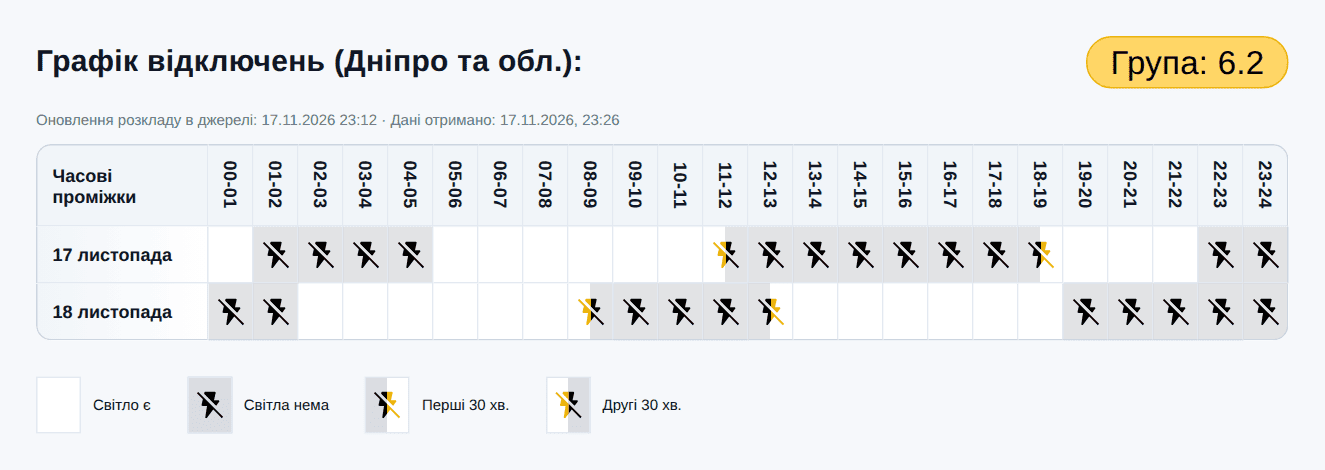 Графік відключень (Дніпро та обл.):
Група: 6.2
Оновлення розкладу в джерелі: 17.11.2026 23:12 · Дані отримано: 17.11.2026, 23:26
Часові
проміжки
00-01 01-02 02-03 03-04 04-05 05-06 06-07 07-08 08-09 09-10 10-11 11-12 12-13 13-14 14-15 15-16 16-17 17-18 18-19 19-20 20-21 21-22 22-23 23-24
17 листопада
18 листопада
Світло є Світла нема Перші 30 хв. Другі 30 хв.